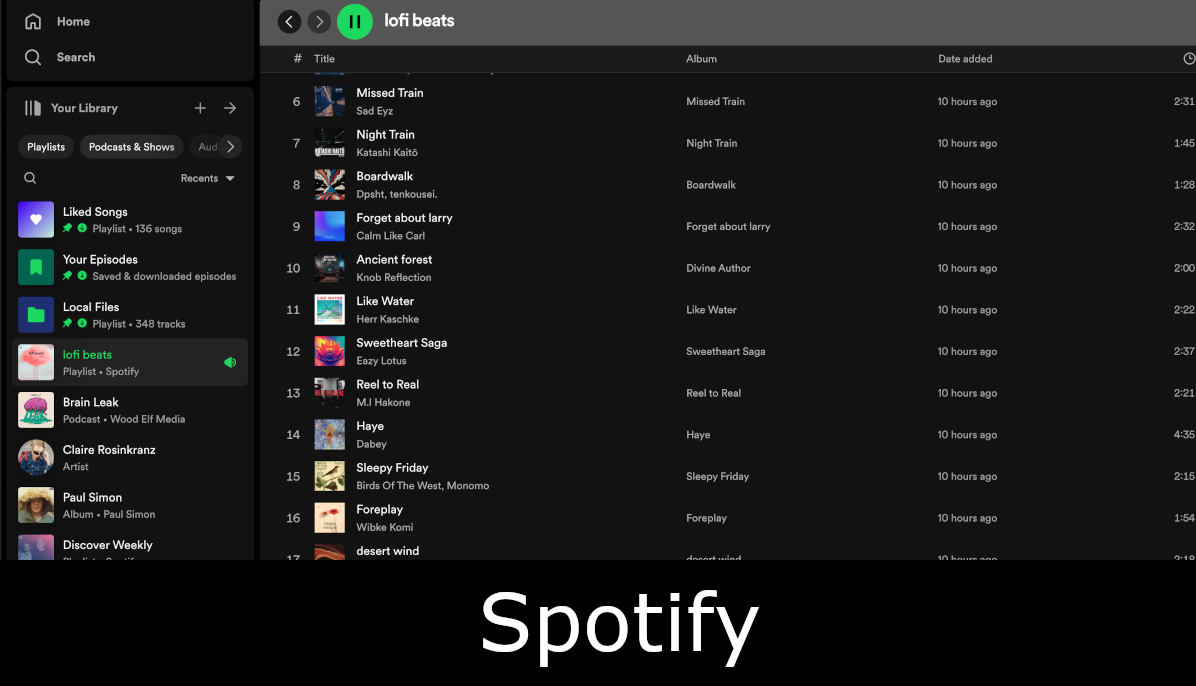 Home
Search
Your Library
Playlists
Podcasts & Shows
Aud
Recents
Liked Songs
Playlist • 136 songs
Your Episodes
Saved & downloaded episodes
Local Files
Playlist • 348 tracks
lofi beats
Playlist • Spotify
Brain Leak
Podcast • Wood Elf Media
Claire Rosinkranz
Artist
Paul Simon
Album • Paul Simon
Discover Weekly
lofi beats
# Title Album Date added
6 Missed Train Missed Train 10 hours ago 2:31
Sad Eyz
7 Night Train Night Train 10 hours ago 1:45
Katashi Kaitō
8 Boardwalk Boardwalk 10 hours ago 1:28
Dpsht, tenkousei.
9 Forget about larry Forget about larry 10 hours ago 2:32
Calm Like Carl
10 Ancient forest Divine Author 10 hours ago 2:00
Knob Reflection
11 Like Water Like Water 10 hours ago 2:22
Herr Kaschke
12 Sweetheart Saga Sweetheart Saga 10 hours ago 2:37
Eazy Lotus
13 Reel to Real Reel to Real 10 hours ago 2:21
M.I Hakone
14 Haye Haye 10 hours ago 4:35
Dabey
15 Sleepy Friday Sleepy Friday 10 hours ago 2:15
Birds Of The West, Monomo
16 Foreplay Foreplay 10 hours ago 1:54
Wibke Komi
17 desert wind desert wind 10 hours ago 2:18
Spotify